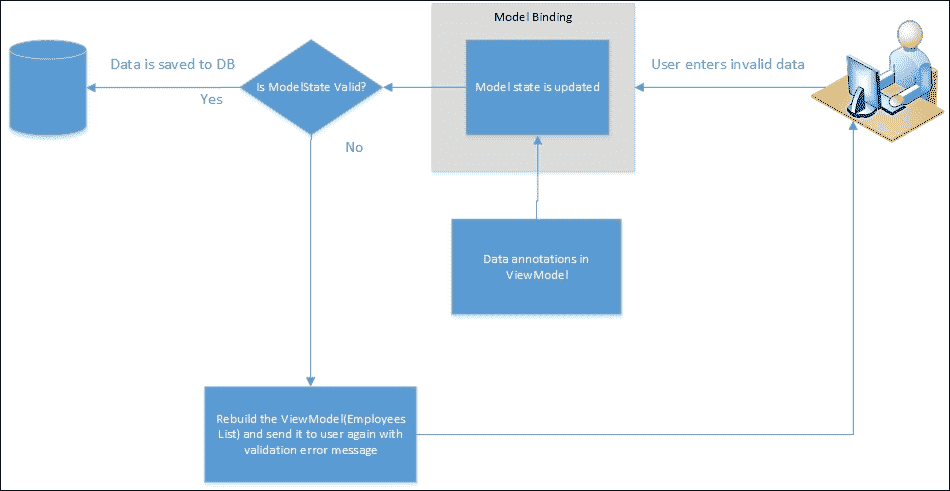 Model Binding
Data is saved to DB
Yes
Is ModelState Valid?
Model state is updated
User enters invalid data
No
Data annotations in
ViewModel
Rebuild the ViewModel(Employees
List) and send it to user again with
validation error message